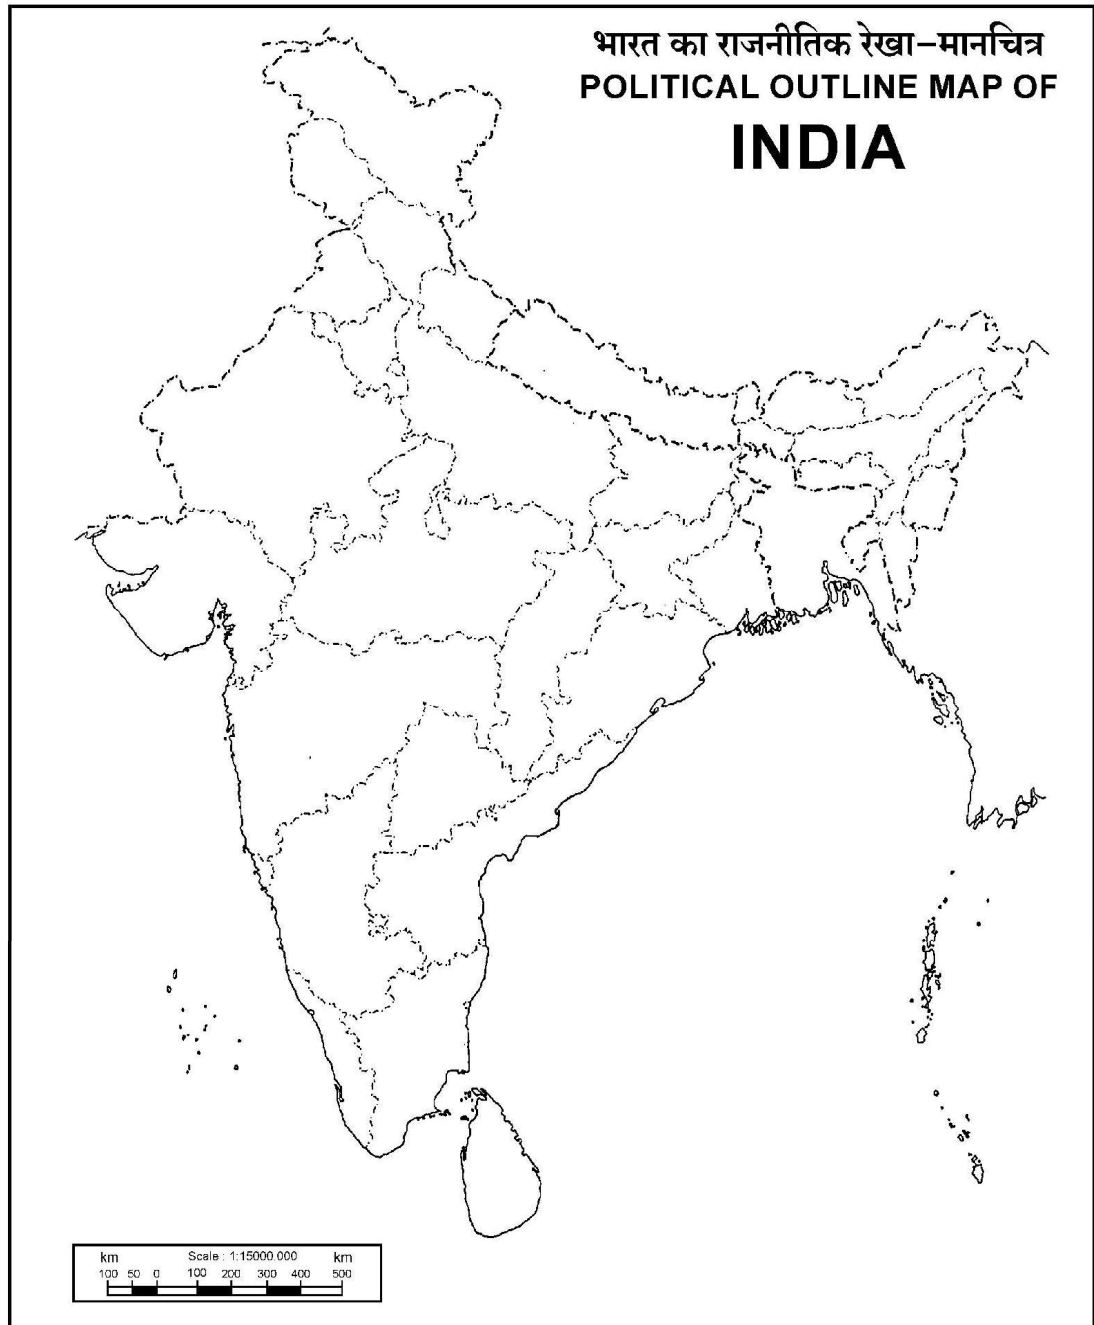 भारत का राजनीतिक रेखा-मानचित्र
POLITICAL OUTLINE MAP OF
INDIA
km Scale : 1:15000.000 km
100 50 0 100 200 300 400 500